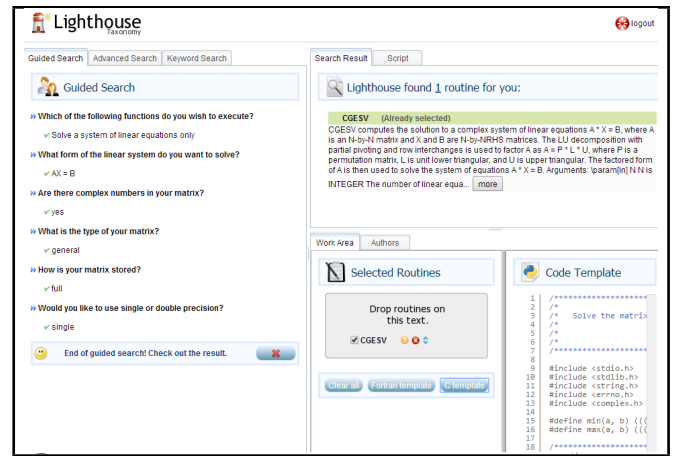 Lighthouse
Taxonomy
logout
Guided Search
Advanced Search
Keyword Search
Guided Search
» Which of the following functions do you wish to execute?
Solve a system of linear equations only
» What form of the linear system do you want to solve?
AX = B
» Are there complex numbers in your matrix?
yes
» What is the type of your matrix?
general
» How is your matrix stored?
full
» Would you like to use single or double precision?
single
End of guided search! Check out the result.
Search Result
Script
Lighthouse found 1 routine for you:
CGESV (Already selected)
CGESV computes the solution to a complex system of linear equations A * X = B, where A
is an N-by-N matrix and X and B are N-by-NRHS matrices. The LU decomposition with
partial pivoting and row interchanges is used to factor A as A = P * L * U, where P is a
permutation matrix, L is unit lower triangular, and U is upper triangular. The factored form
of A is then used to solve the system of equations A * X = B. Arguments: \param[in] N N is
INTEGER The number of linear equa... more
Work Area
Authors
Selected Routines
Drop routines on
this text.
CGESV
Clear all
Fortran template
C template
Code Template
1 /*********************
2 /*
3 /* Solve the matrix
4 /*
5 /*
6 /*
7 /*********************
8
9 #include <stdio.h>
10 #include <stdlib.h>
11 #include <string.h>
12 #include <errno.h>
13 #include <complex.h>
14
15 #define min(a, b) (((
16 #define max(a, b) (((
17
18 /*********************